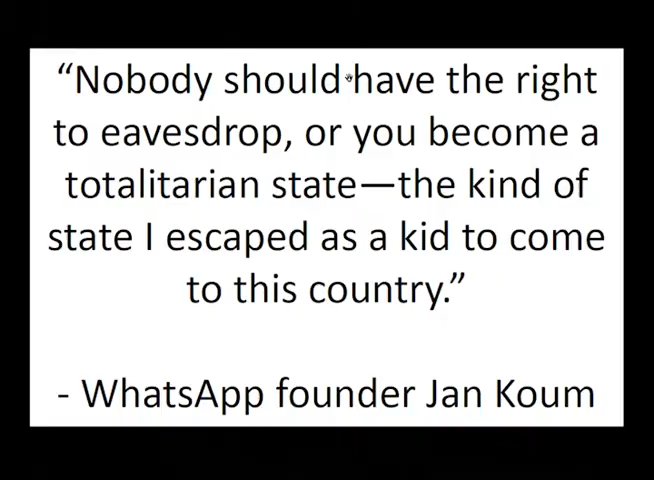 “Nobody should have the right
to eavesdrop, or you become a
totalitarian state—the kind of
state I escaped as a kid to come
to this country.”
- WhatsApp founder Jan Koum